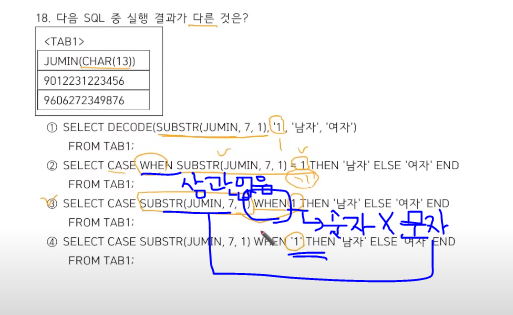 18. 다음 SQL 중 실행 결과가 다른 것은?
<TAB1>
JUMIN(CHAR(13))
9012231223456
9606272349876
① SELECT DECODE(SUBSTR(JUMIN, 7, 1), '1', '남자', '여자')
FROM TAB1;
② SELECT CASE WHEN SUBSTR(JUMIN, 7, 1) = 1 THEN '남자' ELSE '여자' END
'1'
FROM TAB1;
상관없음
③ SELECT CASE SUBSTR(JUMIN, 7, 1) WHEN 1 THEN '남자' ELSE '여자' END
FROM TAB1;
숫자 X 문자
④ SELECT CASE SUBSTR(JUMIN, 7, 1) WHEN '1' THEN '남자' ELSE '여자' END
FROM TAB1;